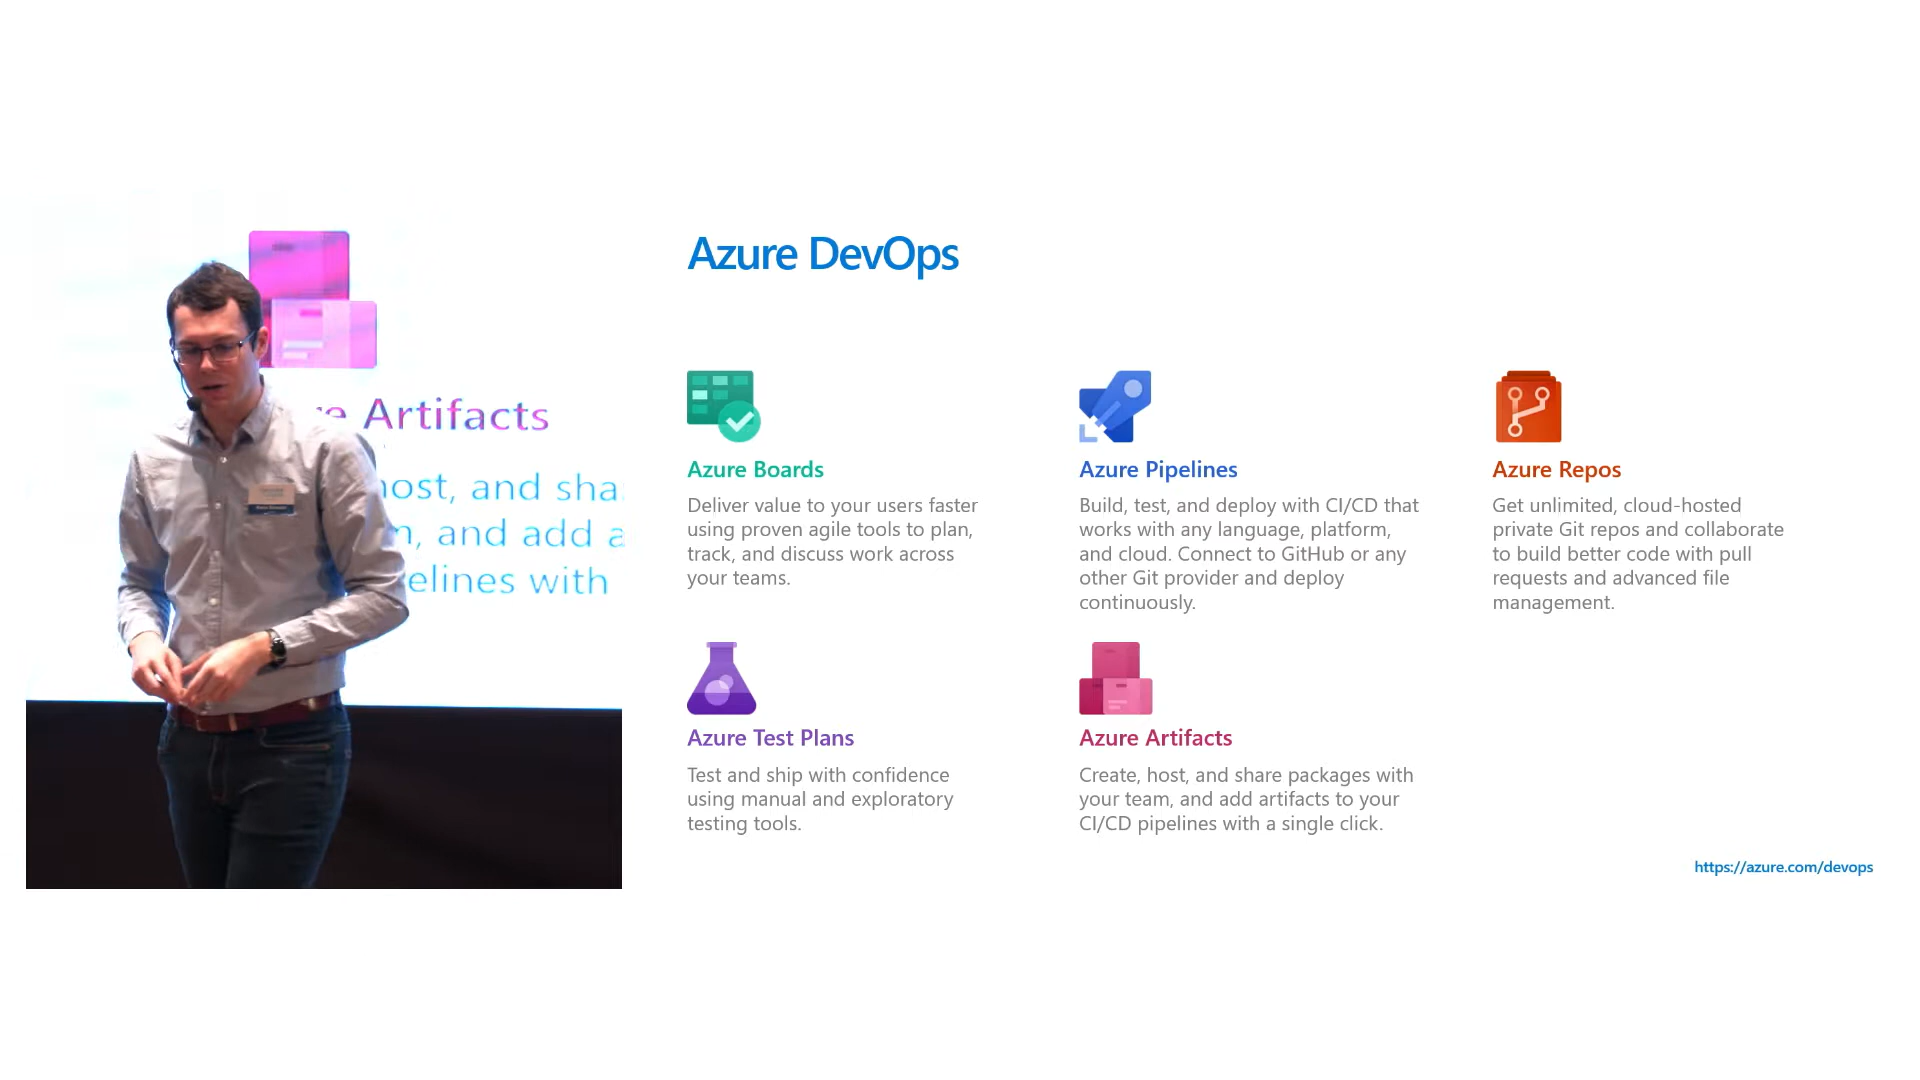 re Artifacts
host, and sha
m, and add a
elines with
Azure DevOps
Azure Boards
Deliver value to your users faster
using proven agile tools to plan,
track, and discuss work across
your teams.
Azure Pipelines
Build, test, and deploy with CI/CD that
works with any language, platform,
and cloud. Connect to GitHub or any
other Git provider and deploy
continuously.
Azure Repos
Get unlimited, cloud-hosted
private Git repos and collaborate
to build better code with pull
requests and advanced file
management.
Azure Test Plans
Test and ship with confidence
using manual and exploratory
testing tools.
Azure Artifacts
Create, host, and share packages with
your team, and add artifacts to your
CI/CD pipelines with a single click.
https://azure.com/devops